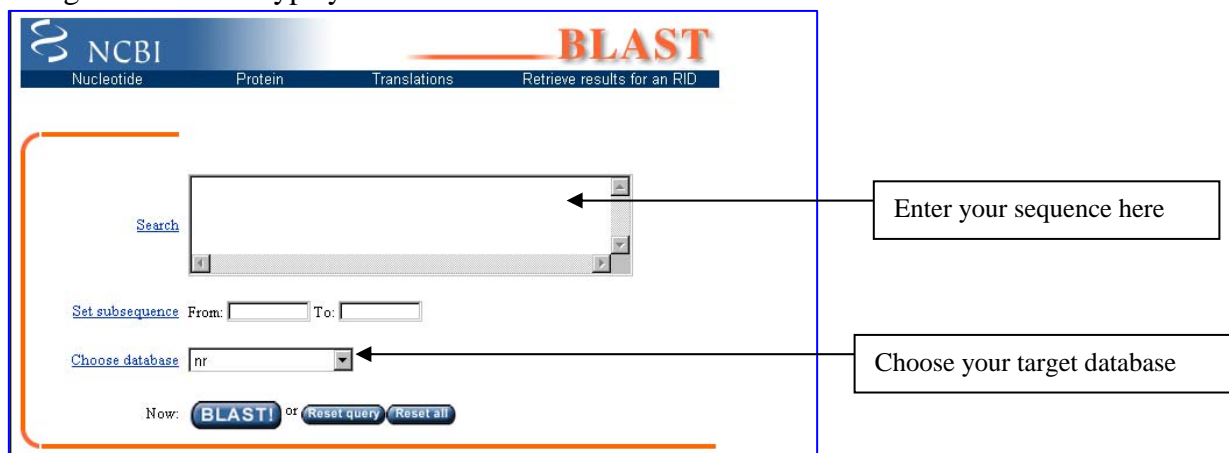 NCBI BLAST
Nucleotide Protein Translations Retrieve results for an RID
Enter your sequence here
Search
Set subsequence From: To:
Choose database nr
Choose your target database
Now: BLAST! or Reset query Reset all